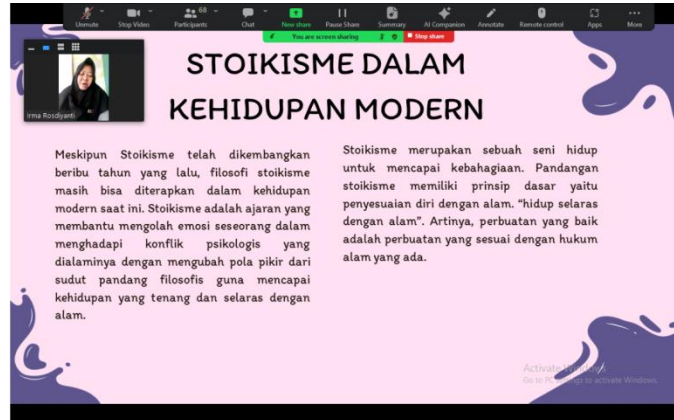 Unmute
Stop Video
68
Participants
Chat
New share
Pause Share
Summary
AI Companion
Annotate
Remote control
Apps
More
You are screen sharing
Stop share
Irma Rosdiyanti
STOIKISME DALAM
KEHIDUPAN MODERN
Meskipun Stoikisme telah dikembangkan
beribu tahun yang lalu, filosofi stoikisme
masih bisa diterapkan dalam kehidupan
modern saat ini. Stoikisme adalah ajaran yang
membantu mengolah emosi seseorang dalam
menghadapi konflik psikologis yang
dialaminya dengan mengubah pola pikir dari
sudut pandang filosofis guna mencapai
kehidupan yang tenang dan selaras dengan
alam.
Stoikisme merupakan sebuah seni hidup
untuk mencapai kebahagiaan. Pandangan
stoikisme memiliki prinsip dasar yaitu
penyesuaian diri dengan alam. “hidup selaras
dengan alam”. Artinya, perbuatan yang baik
adalah perbuatan yang sesuai dengan hukum
alam yang ada.
Activate Windows
Go to PC settings to activate Windows.